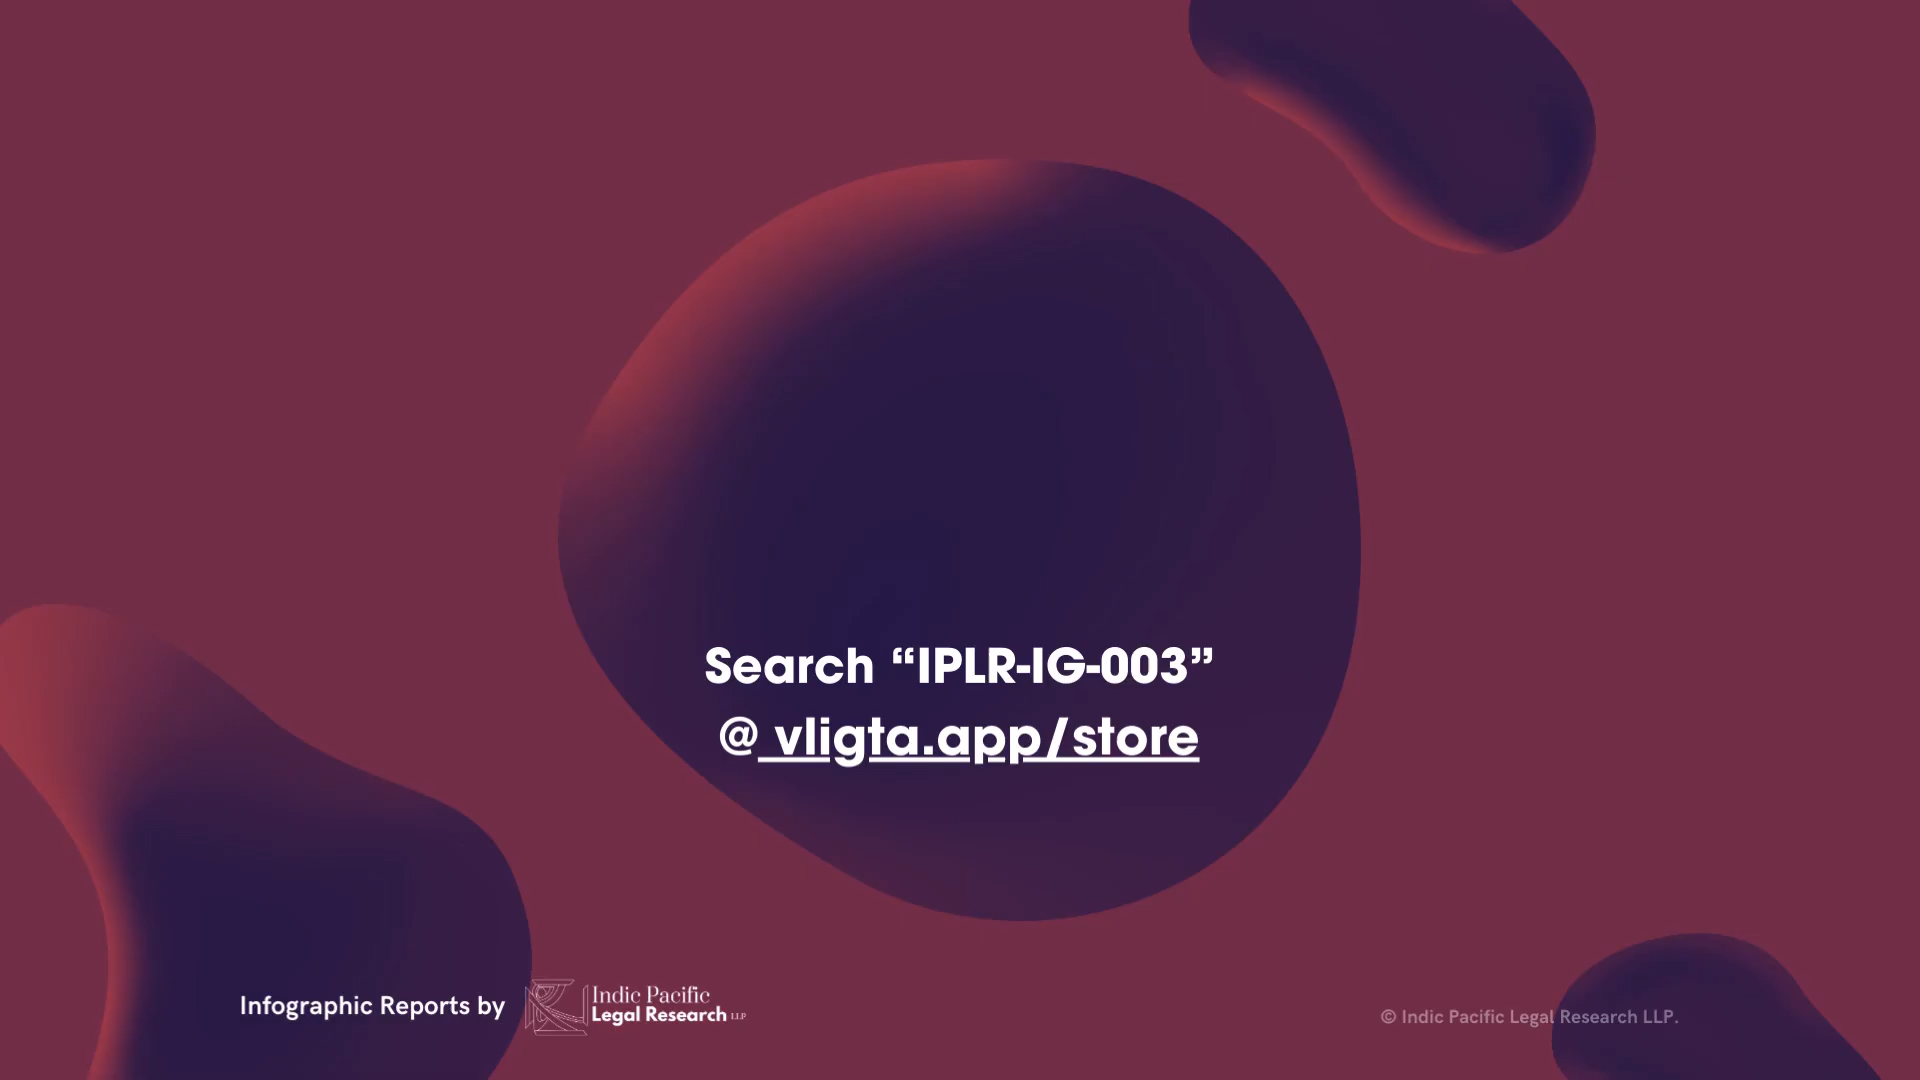 Search “IPLR-IG-003”
@ vligta.app/store
Infographic Reports by
Indic Pacific
Legal Research LLP
© Indic Pacific Legal Research LLP.